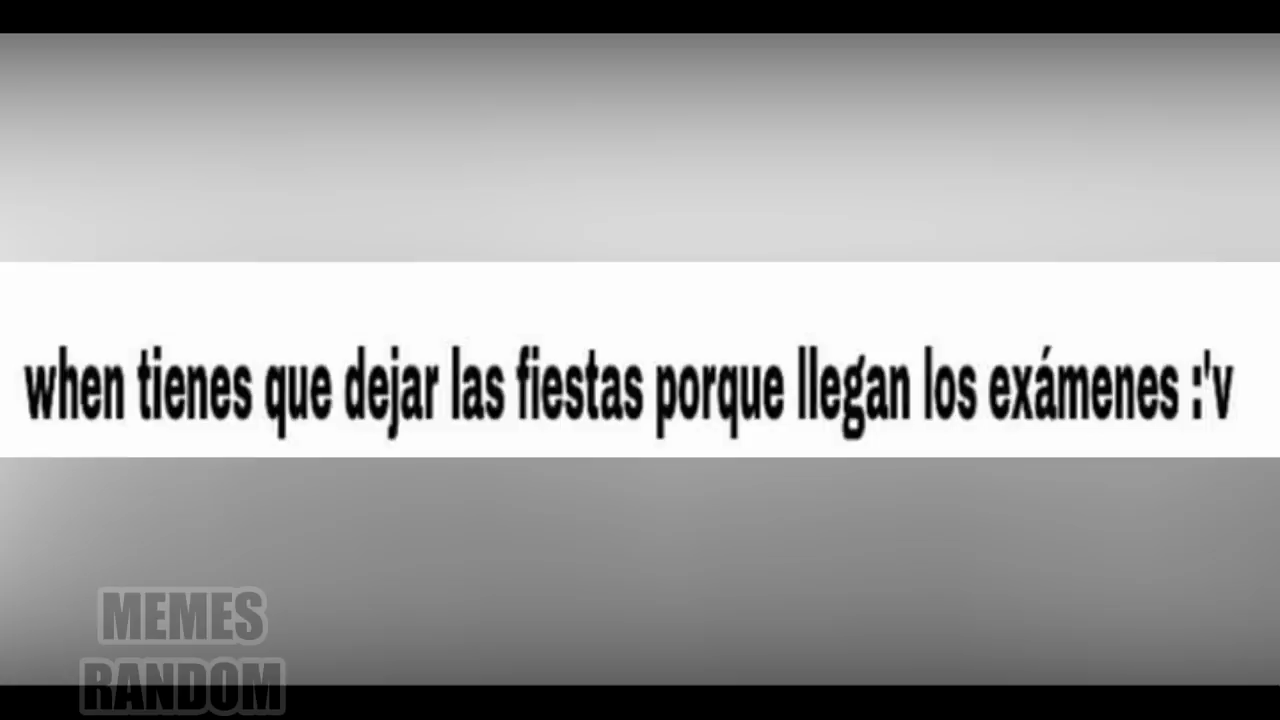 when tienes que dejar las fiestas porque llegan los exámenes :'v
MEMES
RANDOM